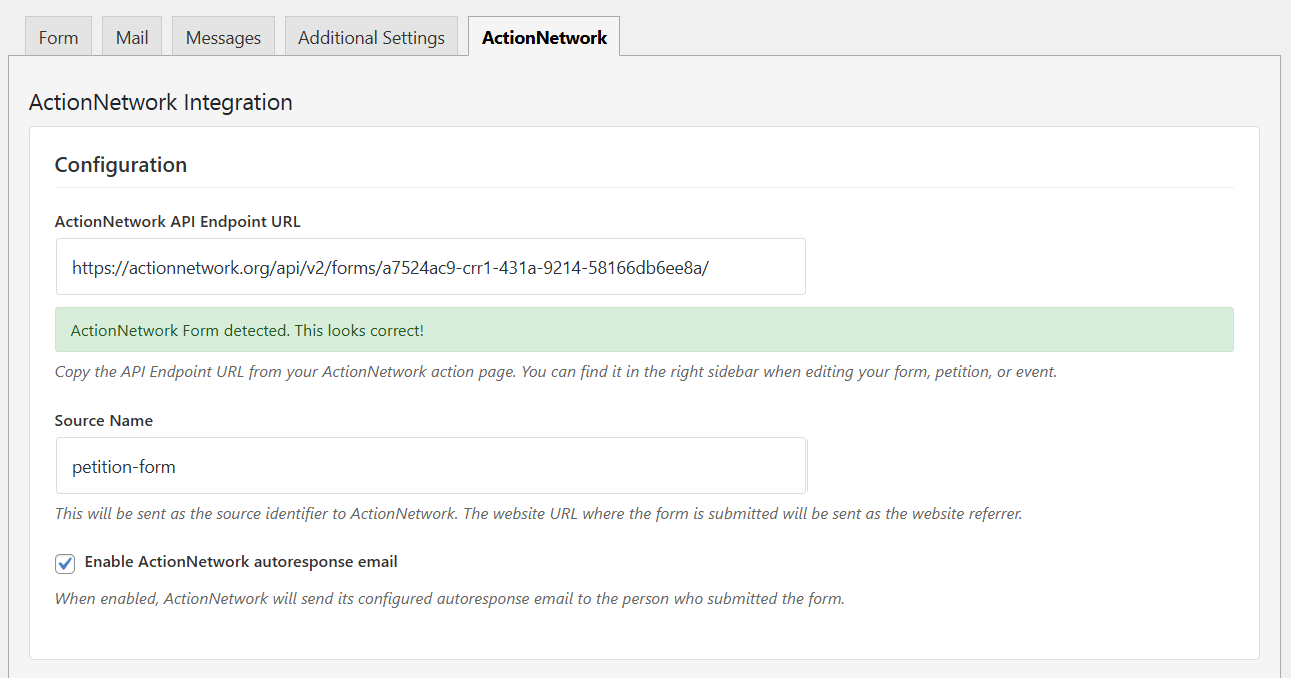 Form Mail Messages Additional Settings ActionNetwork
ActionNetwork Integration
Configuration
ActionNetwork API Endpoint URL
https://actionnetwork.org/api/v2/forms/a7524ac9-crr1-431a-9214-58166db6ee8a/
ActionNetwork Form detected. This looks correct!
Copy the API Endpoint URL from your ActionNetwork action page. You can find it in the right sidebar when editing your form, petition, or event.
Source Name
petition-form
This will be sent as the source identifier to ActionNetwork. The website URL where the form is submitted will be sent as the website referrer.
Enable ActionNetwork autoresponse email
When enabled, ActionNetwork will send its configured autoresponse email to the person who submitted the form.